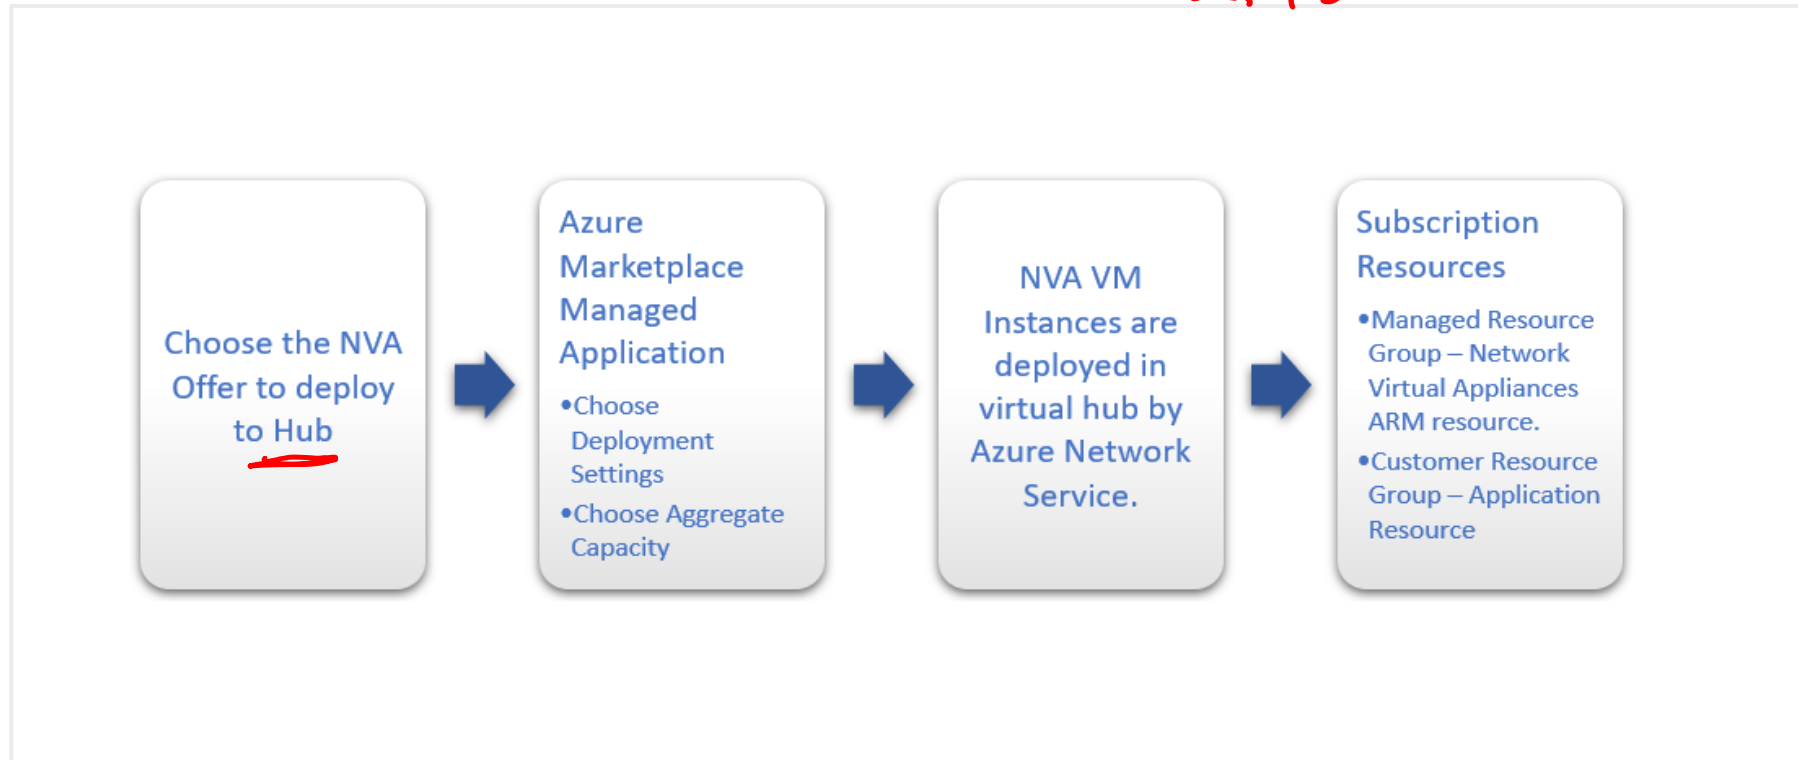 Choose the NVA
Offer to deploy
to Hub
Azure
Marketplace
Managed
Application
•Choose
Deployment
Settings
•Choose Aggregate
Capacity
NVA VM
Instances are
deployed in
virtual hub by
Azure Network
Service.
Subscription
Resources
•Managed Resource
Group – Network
Virtual Appliances
ARM resource.
•Customer Resource
Group – Application
Resource